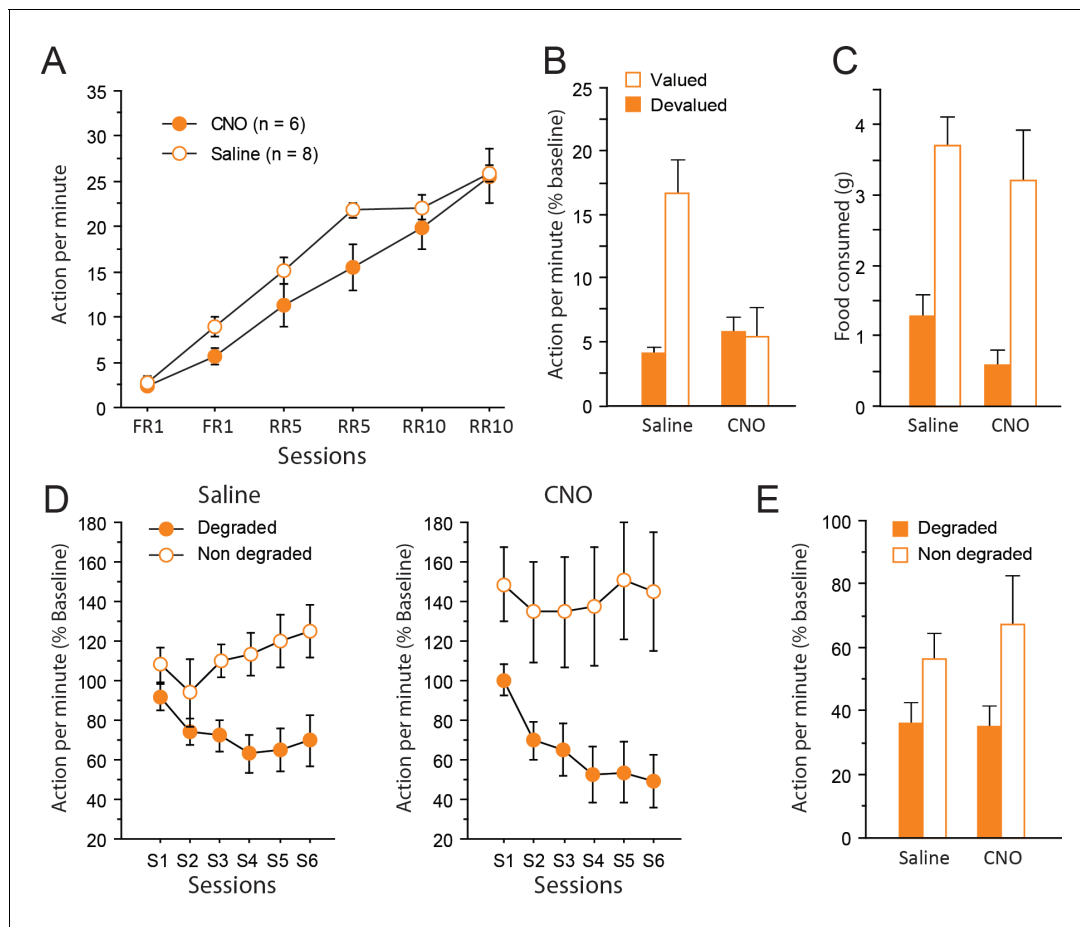 A
Action per minute
35
30
25
20
15
10
5
0
CNO (n = 6)
Saline (n = 8)
FR1 FR1 RR5 RR5 RR10 RR10
Sessions
B
Action per minute (% baseline)
25
20
15
10
5
0
Valued
Devalued
Saline CNO
C
Food consumed (g)
4
3
2
1
0
Saline CNO
D
Saline
Action per minute (% Baseline)
180
160
140
120
100
80
60
40
20
Degraded
Non degraded
S1 S2 S3 S4 S5 S6
Sessions
CNO
Action per minute (% Baseline)
180
160
140
120
100
80
60
40
20
S1 S2 S3 S4 S5 S6
Sessions
E
Action per minute (% baseline)
100
80
60
40
20
0
Degraded
Non degraded
Saline CNO